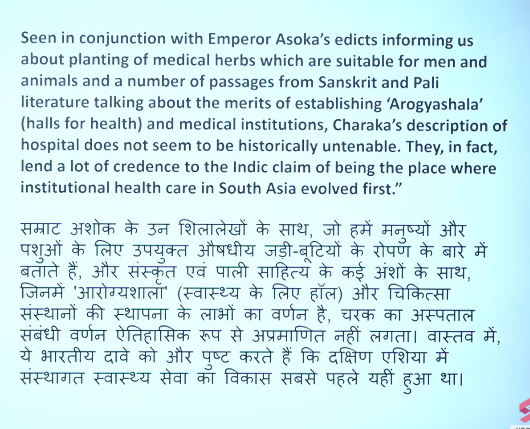 Seen in conjunction with Emperor Asoka’s edicts informing us
about planting of medical herbs which are suitable for men and
animals and a number of passages from Sanskrit and Pali
literature talking about the merits of establishing ‘Arogyashala’
(halls for health) and medical institutions, Charaka’s description of
hospital does not seem to be historically untenable. They, in fact,
lend a lot of credence to the Indic claim of being the place where
institutional health care in South Asia evolved first.”
सम्राट अशोक के उन शिलालेखों के साथ, जो हमें मनुष्यों और
पशुओं के लिए उपयुक्त औषधीय जड़ी-बूटियों के रोपण के बारे में
बताते हैं, और संस्कृत एवं पाली साहित्य के कई अंशों के साथ,
जिनमें 'आरोग्यशाला' (स्वास्थ्य के लिए हॉल) और चिकित्सा
संस्थानों की स्थापना के लाभों का वर्णन है, चरक का अस्पताल
संबंधी वर्णन ऐतिहासिक रूप से अप्रमाणित नहीं लगता। वास्तव में,
ये भारतीय दावे को और पुष्ट करते हैं कि दक्षिण एशिया में
संस्थागत स्वास्थ्य सेवा का विकास सबसे पहले यहीं हुआ था।